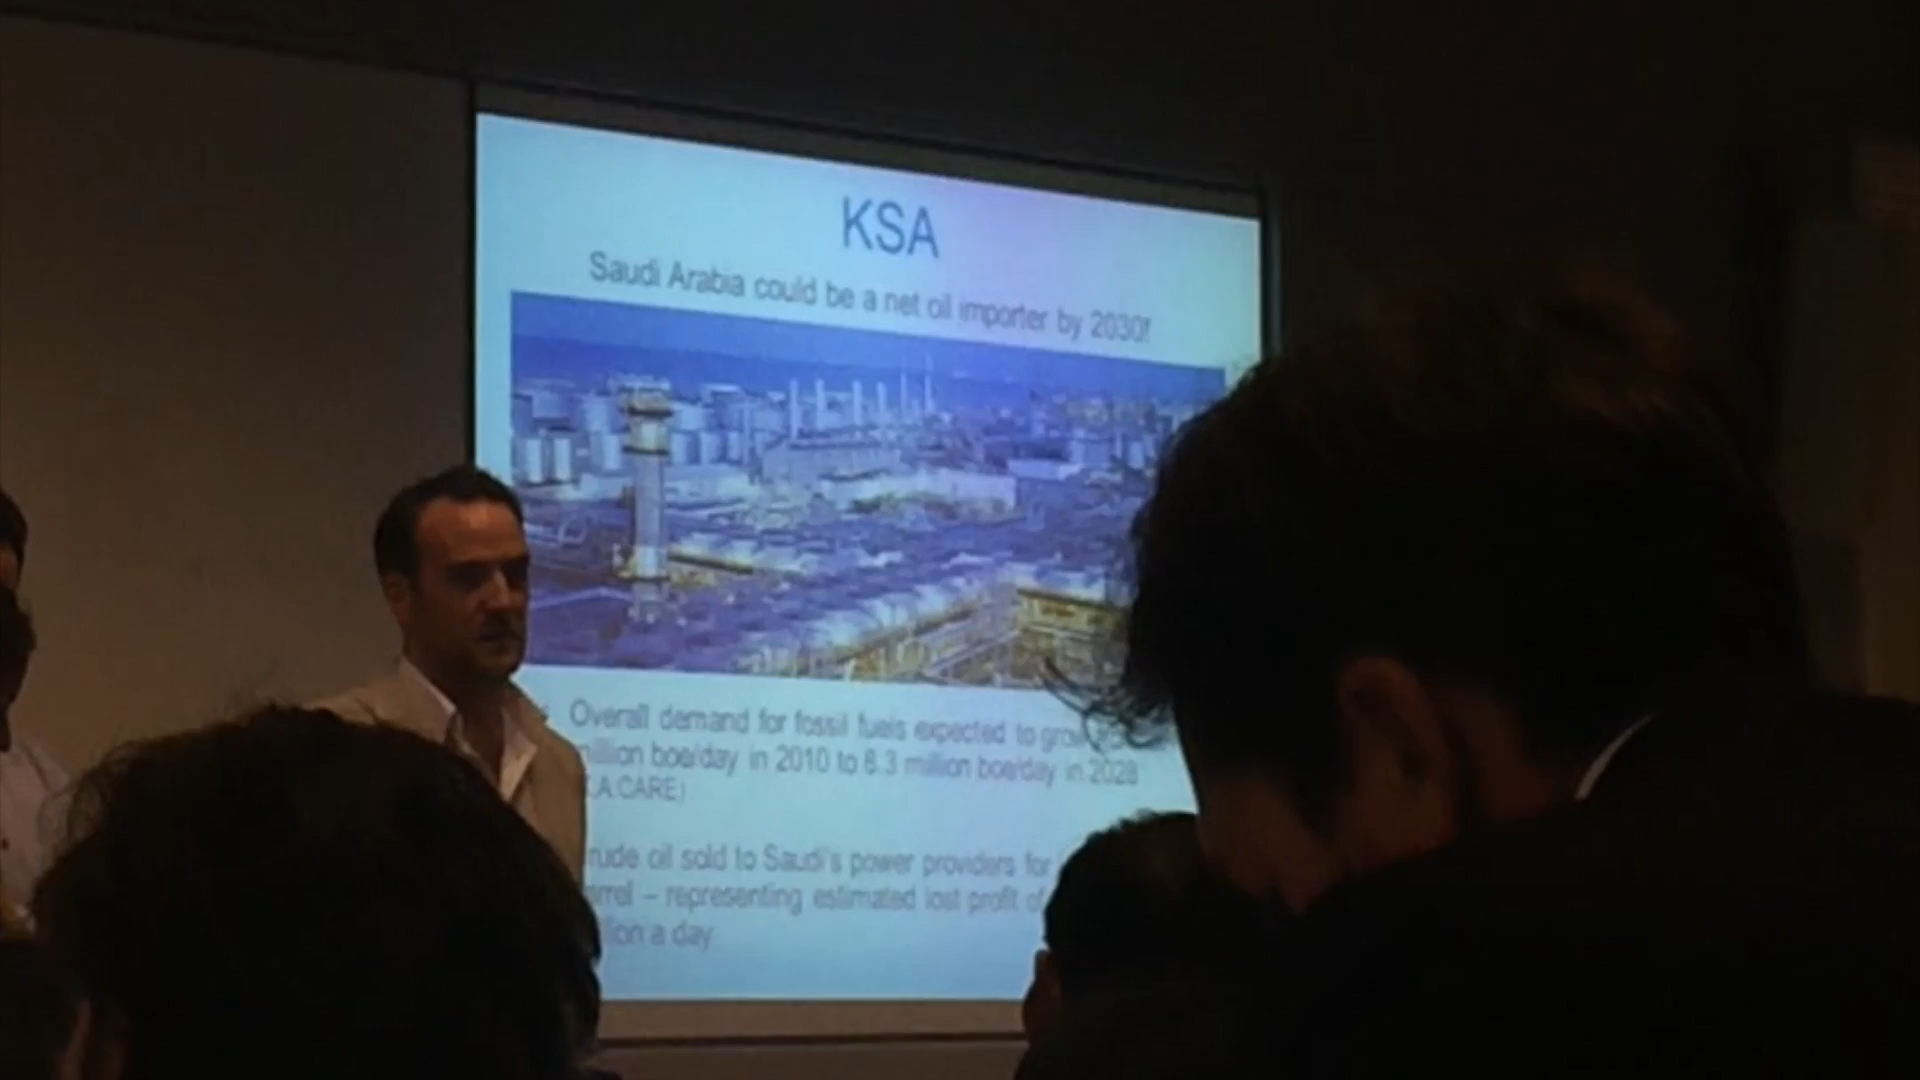 KSA
Saudi Arabia could be a net oil importer by 2030!
Overall demand for fossil fuels expected to grow
million boe/day in 2010 to 8.3 million boe/day in 2028
A CARE)
rude oil sold to Saudi's power providers for
rrel – representing estimated lost profit of
lion a day